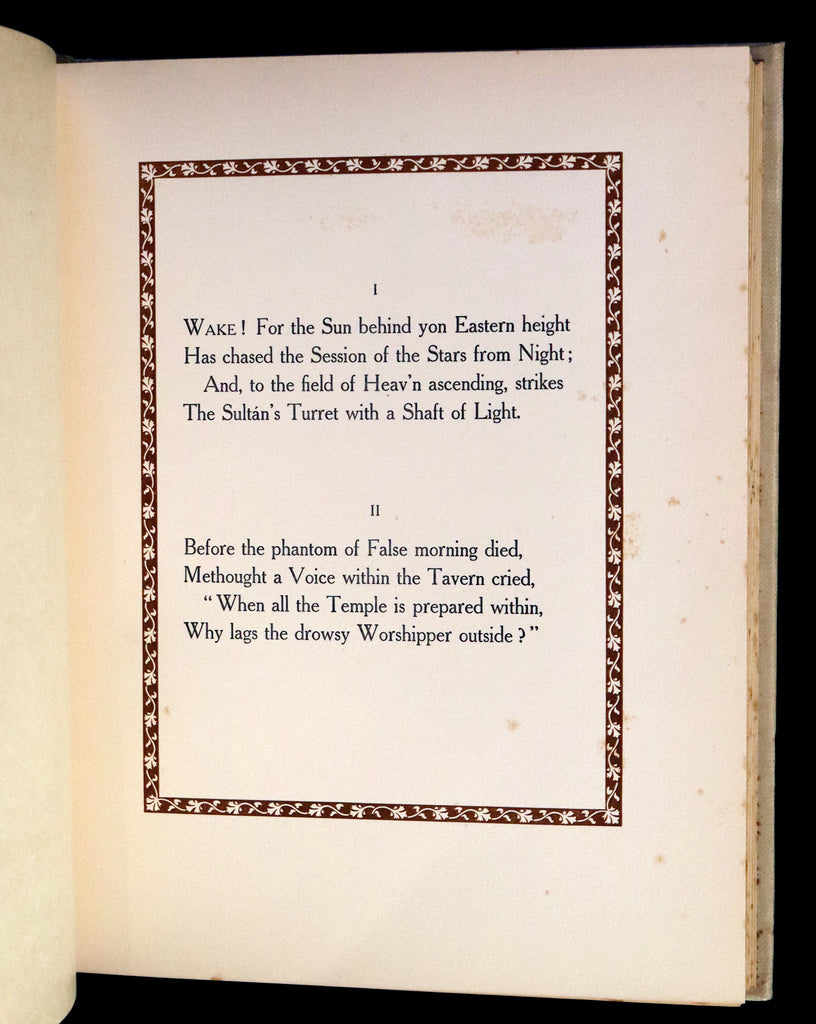 I
WAKE! For the Sun behind yon Eastern height
Has chased the Session of the Stars from Night;
And, to the field of Heav'n ascending, strikes
The Sultán's Turret with a Shaft of Light.
II
Before the phantom of False morning died,
Methought a Voice within the Tavern cried,
“When all the Temple is prepared within,
Why lags the drowsy Worshipper outside?”